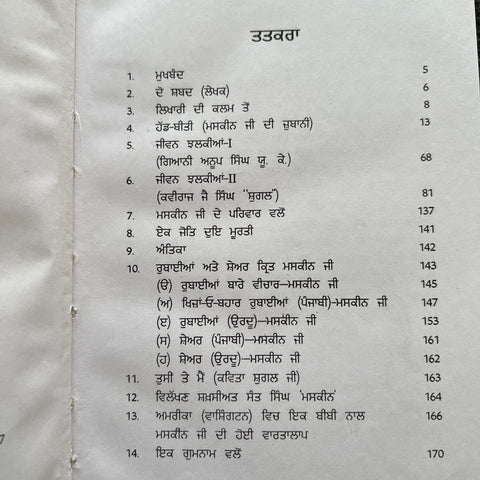 ਤਤਕਰਾ
1. ਮੁਖਬੰਦ 5
2. ਦੋ ਸ਼ਬਦ (ਲੇਖਕ) 6
3. ਲਿਖਾਰੀ ਦੀ ਕਲਮ ਤੋਂ 8
4. ਹੱਡ-ਬੀਤੀ (ਮਸਕੀਨ ਜੀ ਦੀ ਜ਼ੁਬਾਨੀ) 13
5. ਜੀਵਨ ਝਲਕੀਆਂ-I
(ਗਿਆਨੀ ਅਨੂਪ ਸਿੰਘ ਯੂ. ਕੇ.) 68
6. ਜੀਵਨ ਝਲਕੀਆਂ-II
(ਕਵੀਰਾਜ ਜੈ ਸਿੰਘ "ਸ਼ੁਗਲ") 81
7. ਮਸਕੀਨ ਜੀ ਦੇ ਪਰਿਵਾਰ ਵਲੋਂ 137
8. ਏਕ ਜੋਤਿ ਦੁਇ ਮੂਰਤੀ 141
9. ਅੰਤਿਕਾ 142
10. ਰੁਬਾਈਆਂ ਅਤੇ ਸ਼ੇਅਰ ਕ੍ਰਿਤ ਮਸਕੀਨ ਜੀ 143
(ੳ) ਰੁਬਾਈਆਂ ਬਾਰੇ ਵੀਚਾਰ—ਮਸਕੀਨ ਜੀ 145
(ਅ) ਖਿਜ਼ਾਂ-ਓ-ਬਹਾਰ ਰੁਬਾਈਆਂ (ਪੰਜਾਬੀ)-ਮਸਕੀਨ ਜੀ 147
(ੲ) ਰੁਬਾਈਆਂ (ਉਰਦੂ)—ਮਸਕੀਨ ਜੀ 153
(ਸ) ਸ਼ੇਅਰ (ਪੰਜਾਬੀ)—ਮਸਕੀਨ ਜੀ 161
(ਹ) ਸ਼ੇਅਰ (ਉਰਦੂ)—ਮਸਕੀਨ ਜੀ 162
11. ਤੁਸੀ ਤੇ ਮੈਂ (ਕਵਿਤਾ ਸ਼ੁਗਲ ਜੀ) 163
12. ਵਿਲੱਖਣ ਸ਼ਖ਼ਸੀਅਤ ਸੰਤ ਸਿੰਘ 'ਮਸਕੀਨ' 164
13. ਅਮਰੀਕਾ (ਵਾਸ਼ਿੰਗਟਨ) ਵਿਚ ਇਕ ਬੀਬੀ ਨਾਲ 166
ਮਸਕੀਨ ਜੀ ਦੀ ਹੋਈ ਵਾਰਤਾਲਾਪ
14. ਇਕ ਗੁਮਨਾਮ ਵਲੋਂ 170